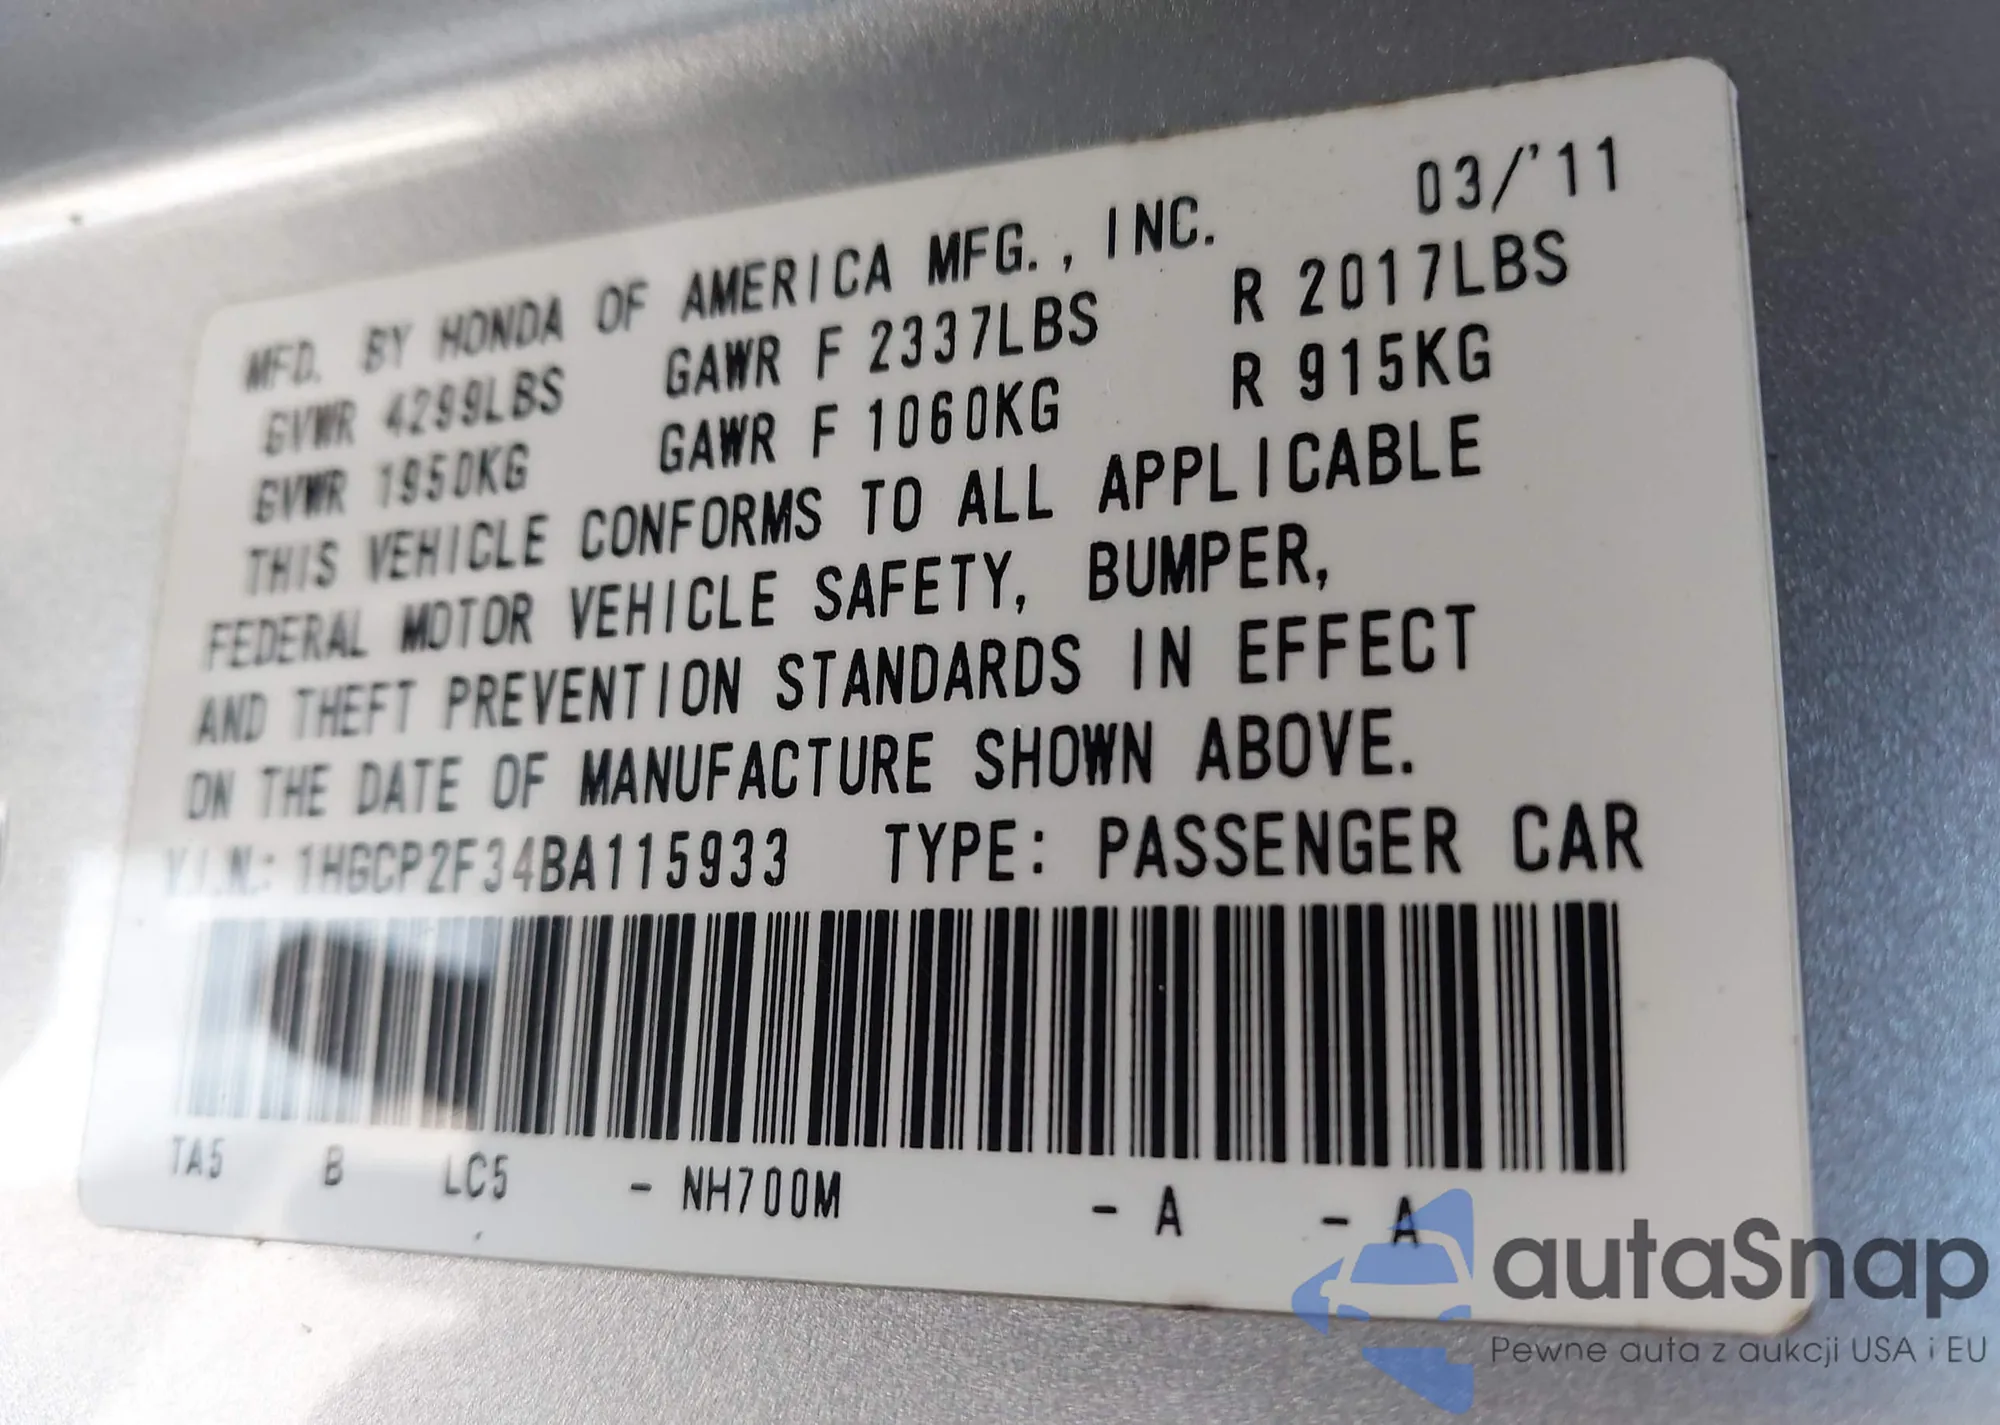 MFD. BY HONDA OF AMERICA MFG., INC. 03/'11
GVWR 4299LBS GAWR F 2337LBS R 2017LBS
GVWR 1950KG GAWR F 1060KG R 915KG
THIS VEHICLE CONFORMS TO ALL APPLICABLE
FEDERAL MOTOR VEHICLE SAFETY, BUMPER,
AND THEFT PREVENTION STANDARDS IN EFFECT
ON THE DATE OF MANUFACTURE SHOWN ABOVE.
V.I.N.: 1HGCP2F34BA115933 TYPE: PASSENGER CAR
TA5 B LC5 - NH700M - A - A
autaSnap
Pewne auta z aukcji USA i EU